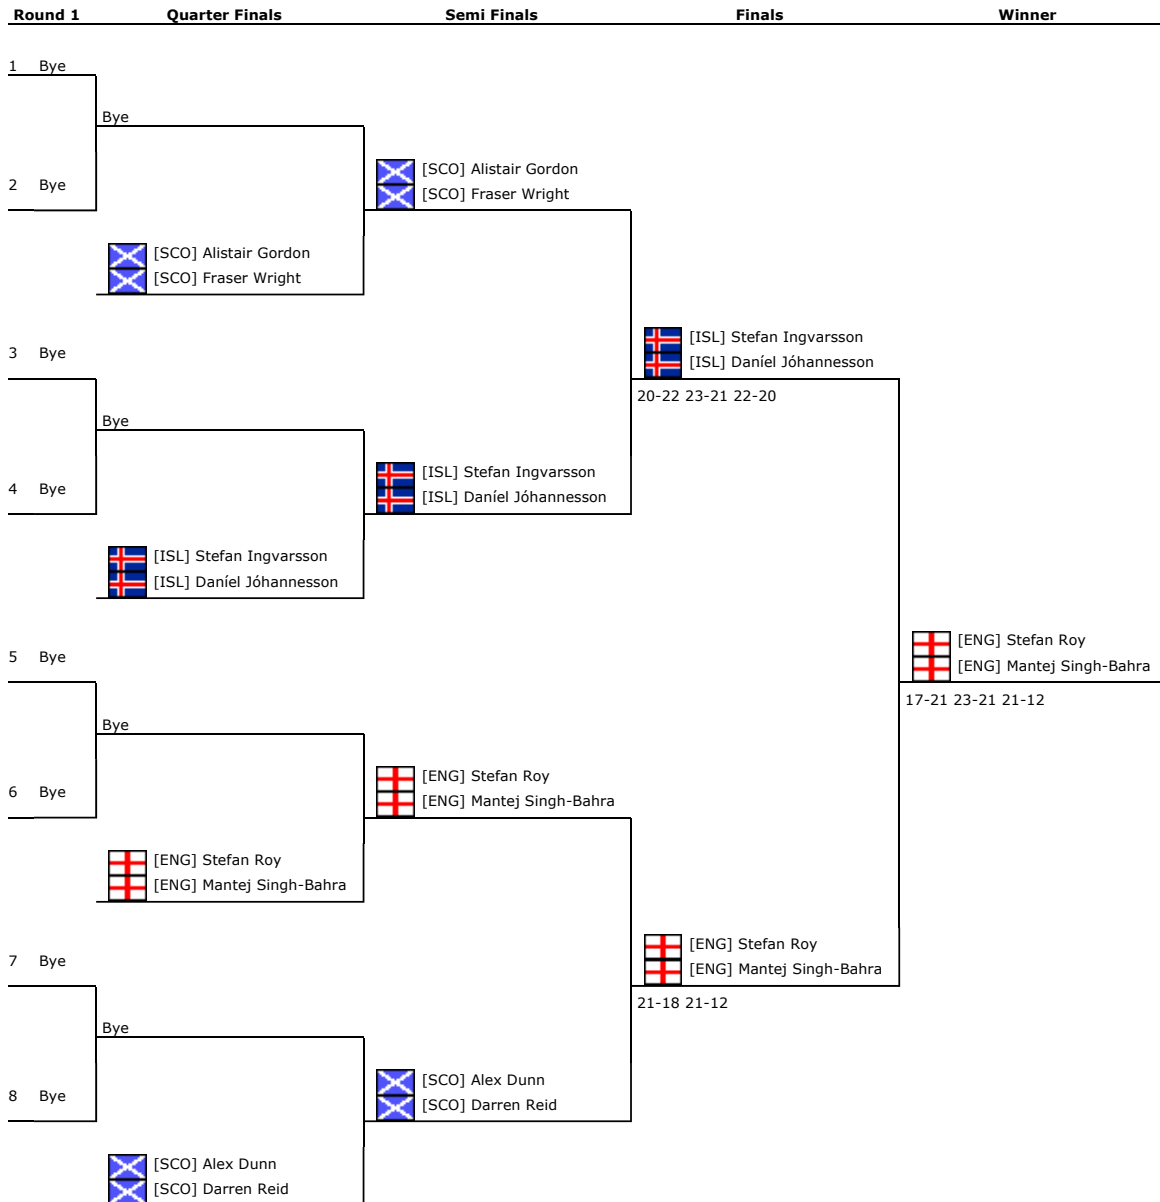 Round 1 Quarter Finals Semi Finals Finals Winner
1 Bye
Bye
[SCO] Alistair Gordon
2 Bye
[SCO] Fraser Wright
[SCO] Alistair Gordon
[SCO] Fraser Wright
[ISL] Stefan Ingvarsson
3 Bye
[ISL] Daníel Jóhannesson
20-22 23-21 22-20
Bye
[ISL] Stefan Ingvarsson
4 Bye
[ISL] Daníel Jóhannesson
[ISL] Stefan Ingvarsson
[ISL] Daníel Jóhannesson
[ENG] Stefan Roy
5 Bye
[ENG] Mantej Singh-Bahra
17-21 23-21 21-12
Bye
[ENG] Stefan Roy
6 Bye
[ENG] Mantej Singh-Bahra
[ENG] Stefan Roy
[ENG] Mantej Singh-Bahra
[ENG] Stefan Roy
7 Bye
[ENG] Mantej Singh-Bahra
21-18 21-12
Bye
[SCO] Alex Dunn
8 Bye
[SCO] Darren Reid
[SCO] Alex Dunn
[SCO] Darren Reid